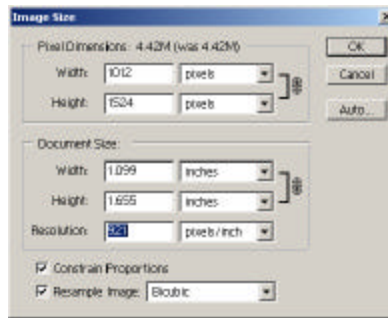 Image Size
Pixel Dimensions: 4.42M (was 4.42M)
Width: 1012 pixels
Height: 1524 pixels
OK
Cancel
Auto...
Document Size:
Width: 1.099 inches
Height: 1.655 inches
Resolution: 921 pixels/inch
Constrain Proportions
Resample Image: Bicubic